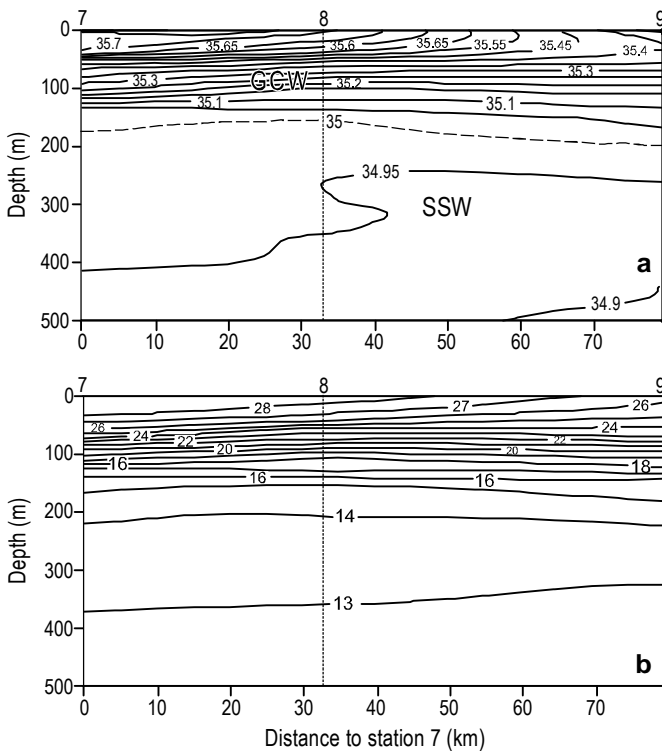 7 8 9
0 35.7 35.65 35.6 35.65 35.55 35.45 35.4
100 35.3 GCW 35.2 35.3
35.1 35.1
35
200
34.95
SSW
300
400
34.9
500
a
Depth (m)
0 10 20 30 40 50 60 70
7 8 9
0 28 27 26
26 24 22 20 24 22 20
100
16 16 16 18
200 14
300
13
400
500
b
Depth (m)
0 10 20 30 40 50 60 70
Distance to station 7 (km)